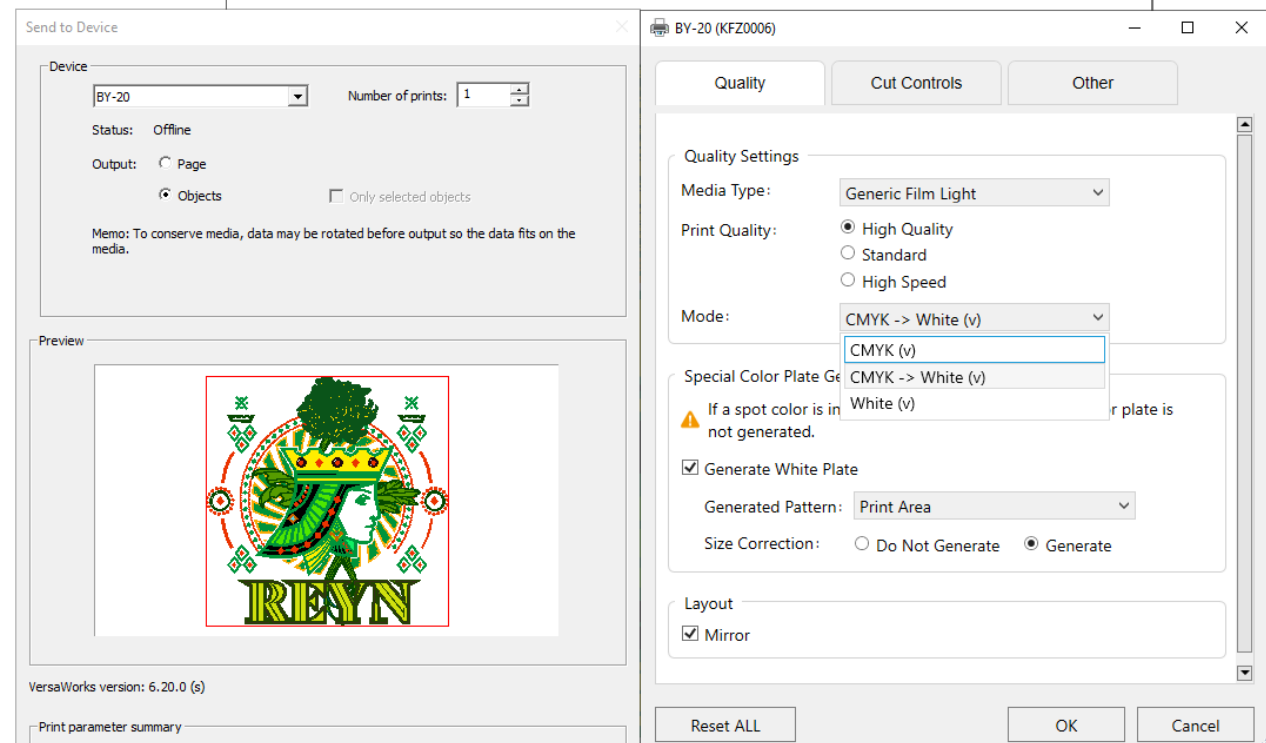 Send to Device
Device
BY-20
Number of prints: 1
Status: Offline
Output: Page
Objects
Only selected objects
Memo: To conserve media, data may be rotated before output so the data fits on the
media.
Preview
REYN
VersaWorks version: 6.20.0 (s)
Print parameter summary
BY-20 (KFZ0006)
Quality
Cut Controls
Other
Quality Settings
Media Type: Generic Film Light
Print Quality: High Quality
Standard
High Speed
Mode: CMYK -> White (v)
CMYK (v)
CMYK -> White (v)
White (v)
Special Color Plate Ge
If a spot color is in
r plate is
not generated.
Generate White Plate
Generated Pattern: Print Area
Size Correction: Do Not Generate Generate
Layout
Mirror
Reset ALL
OK
Cancel